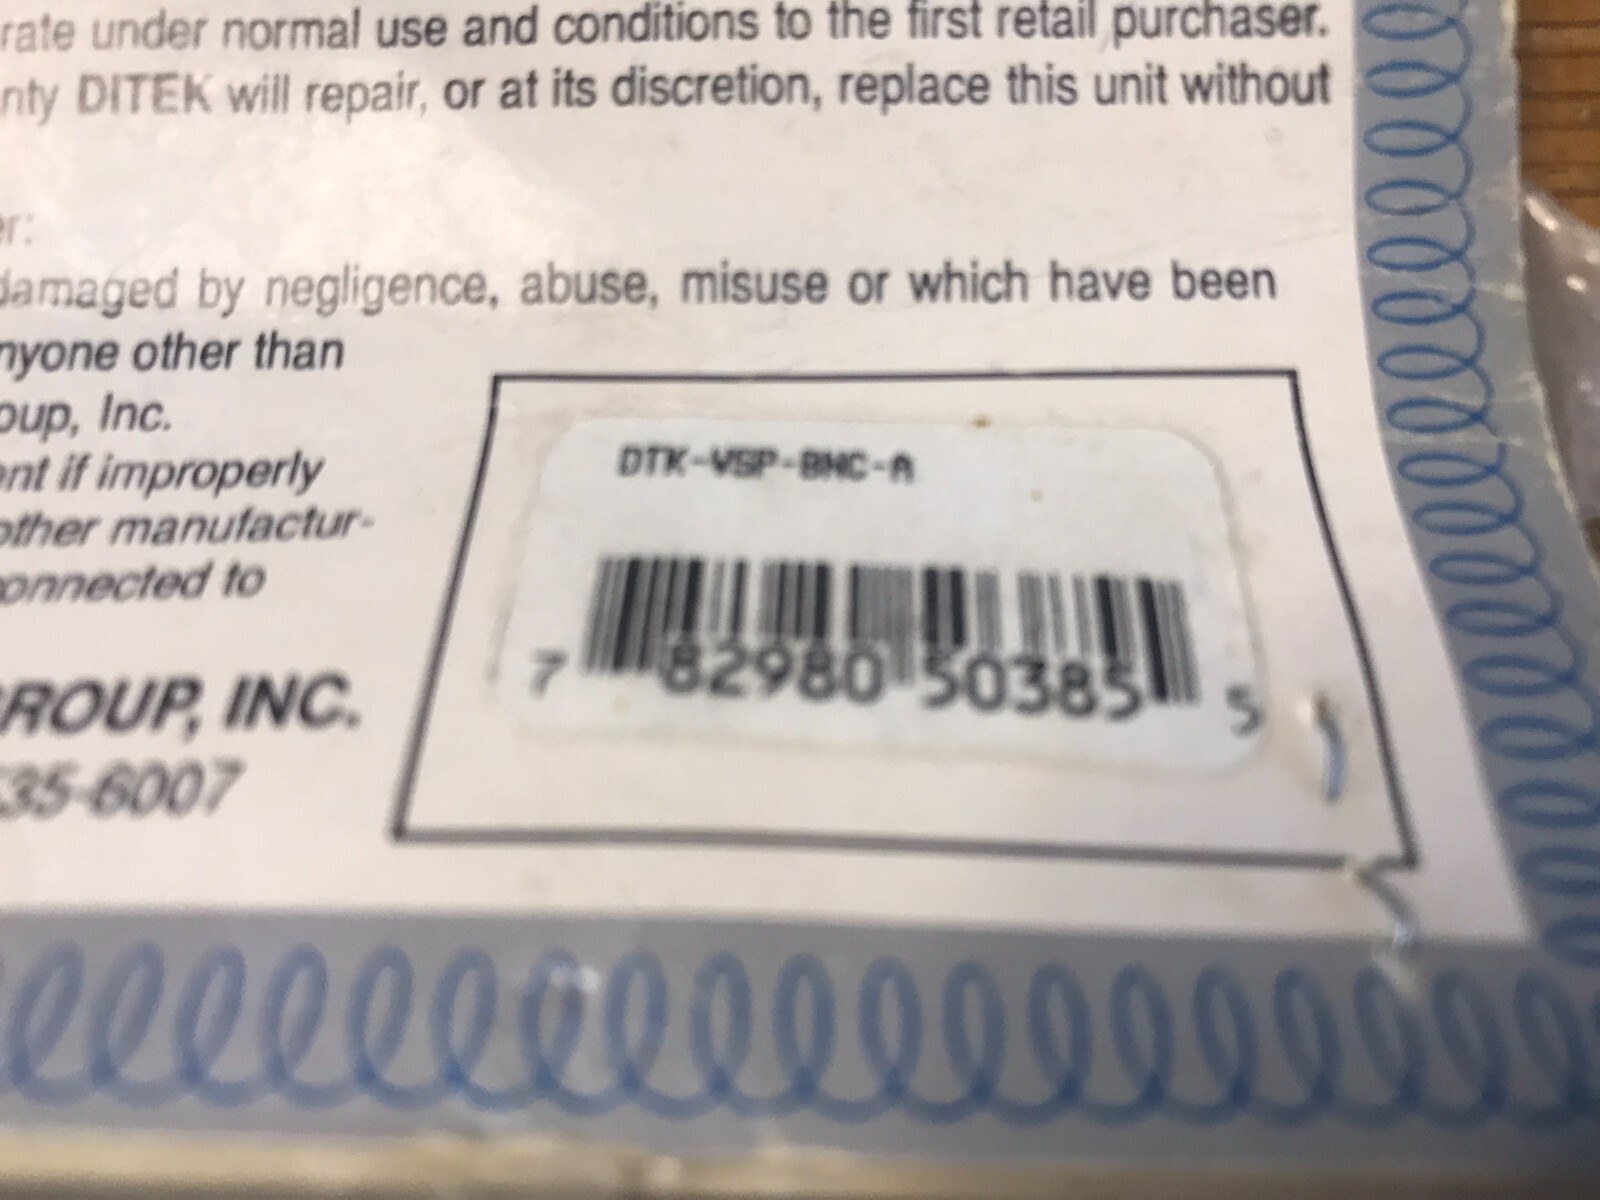 rate under normal use and conditions to the first retail purchaser.
nty DITEK will repair, or at its discretion, replace this unit without
er:
damaged by negligence, abuse, misuse or which have been
nyone other than
oup, Inc.
ent if improperly
other manufactur-
onnected to
ROUP, INC.
35-6007
DTK-VSP-BNC-A
7 82980 50385 5